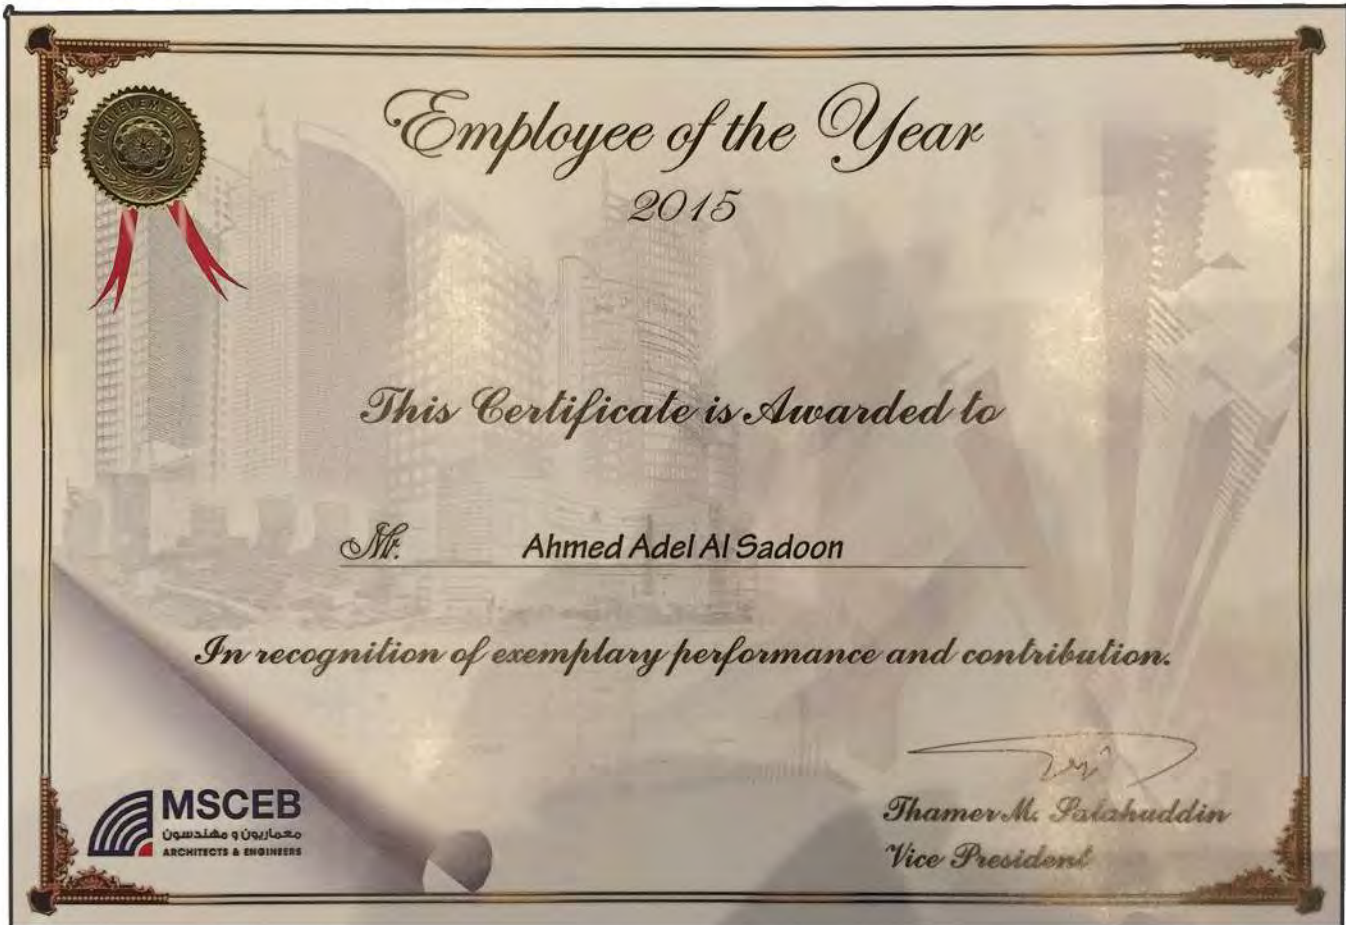 ACHIEVEMENT
Employee of the Year
2015
This Certificate is Awarded to
Mr. Ahmed Adel Al Sadoon
In recognition of exemplary performance and contribution.
MSCEB
معماريون و مهندسون
ARCHITECTS & ENGINEERS
Thamer M. Salahuddin
Vice President